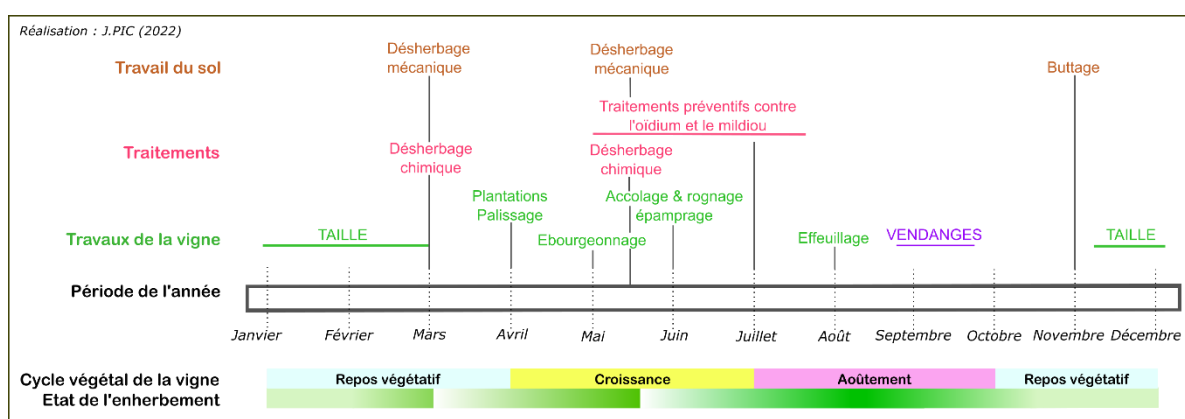 Réalisation : J.PIC (2022)
Travail du sol
Désherbage
mécanique
Désherbage
mécanique
Buttage
Traitements préventifs contre
l'oïdium et le mildiou
Traitements
Désherbage
chimique
Désherbage
chimique
Plantations
Palissage
Accolage & rognage
épamprage
Travaux de la vigne
TAILLE
Ebourgeonnage
Effeuillage
VENDANGES
TAILLE
Période de l'année
Janvier
Février
Mars
Avril
Mai
Juin
Juillet
Août
Septembre
Octobre
Novembre
Décembre
Cycle végétal de la vigne
Repos végétatif
Croissance
Aoûtement
Repos végétatif
Etat de l'enherbement